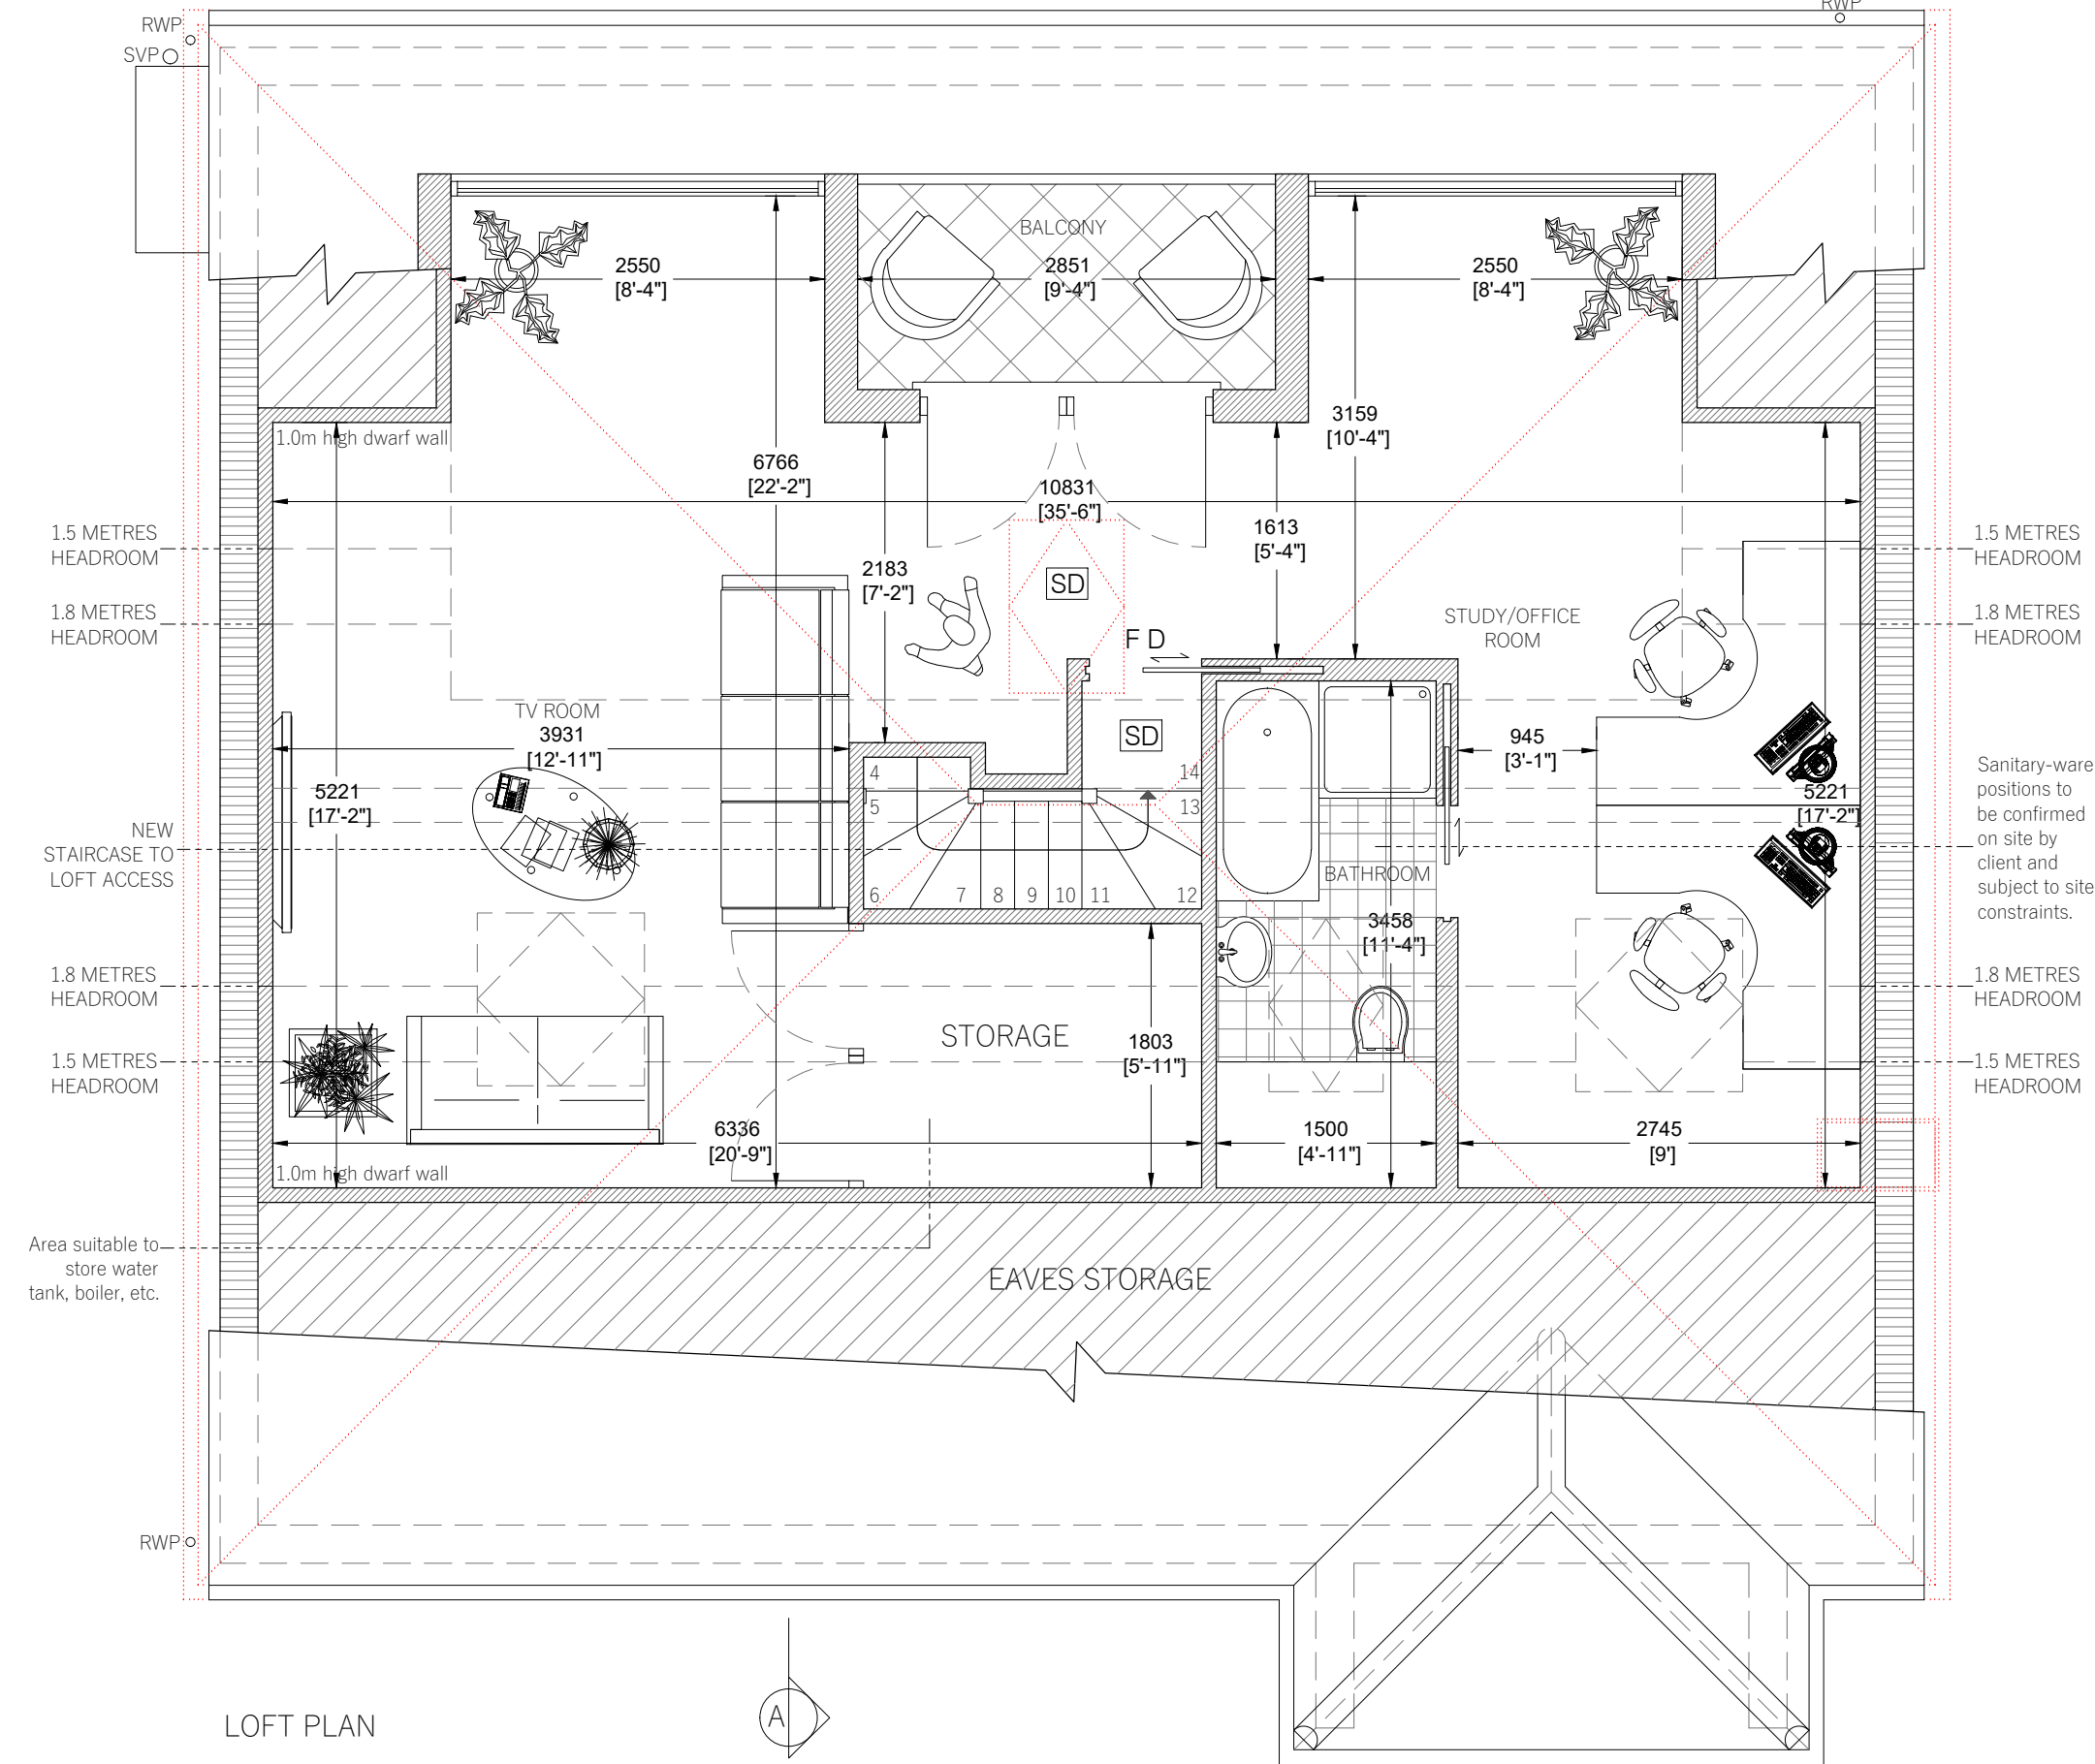 RWP
RWP
SVP
BALCONY
2550
[8'-4"]
2851
[9'-4"]
2550
[8'-4"]
1.0m high dwarf wall
3159
[10'-4"]
6766
[22'-2"]
10831
[35'-6"]
1.5 METRES
HEADROOM
1613
[5'-4"]
1.5 METRES
HEADROOM
2183
[7'-2"]
SD
1.8 METRES
HEADROOM
F D
STUDY/OFFICE
ROOM
1.8 METRES
HEADROOM
TV ROOM
3931
[12'-11"]
SD
945
[3'-1"]
4
14
5
13
5221
[17'-2"]
5221
[17'-2"]
Sanitary-ware
positions to
be confirmed
on site by
client and
subject to site
constraints.
NEW
STAIRCASE TO
LOFT ACCESS
BATHROOM
6
7
8
9
10
11
12
3458
[11'-4"]
1.8 METRES
HEADROOM
1.8 METRES
HEADROOM
STORAGE
1803
[5'-11"]
1.5 METRES
HEADROOM
1.5 METRES
HEADROOM
6336
[20'-9"]
1500
[4'-11"]
2745
[9']
1.0m high dwarf wall
Area suitable to
store water
tank, boiler, etc.
EAVES STORAGE
RWP
LOFT PLAN
A